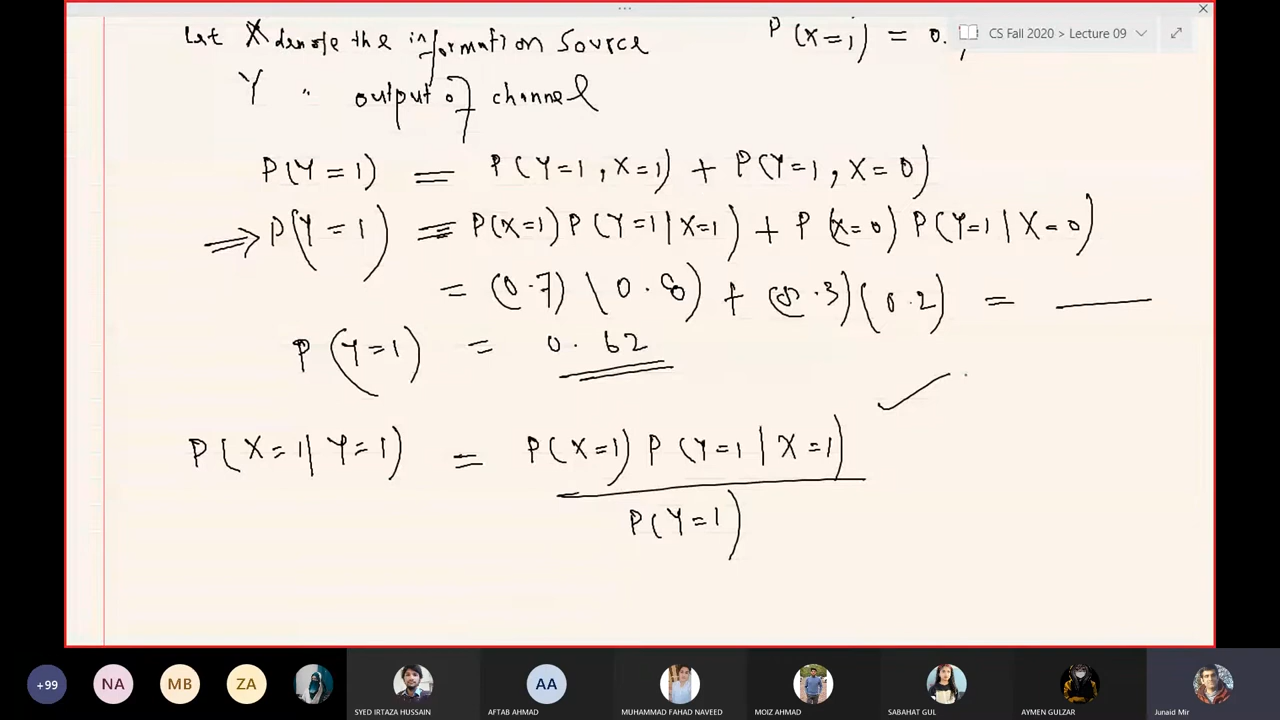 Let X denote the information source P(X=1) = 0.
CS Fall 2020 > Lecture 09
Y " output of channel
P(Y=1) = P(Y=1, X=1) + P(Y=1, X=0)
⇒ P(Y=1) = P(X=1) P(Y=1|X=1) + P(X=0) P(Y=1|X=0)
= (0.7)(0.8) + (0.3)(0.2) =
P(Y=1) = 0.62
P(X=1|Y=1) = P(X=1) P(Y=1|X=1)
P(Y=1)
+99 NA MB ZA AA
SYED IRTAZA HUSSAIN AFTAB AHMAD MUHAMMAD FAHAD NAVEED MOIZ AHMAD SABAHAT GUL AYMEN GULZAR Junaid Mir